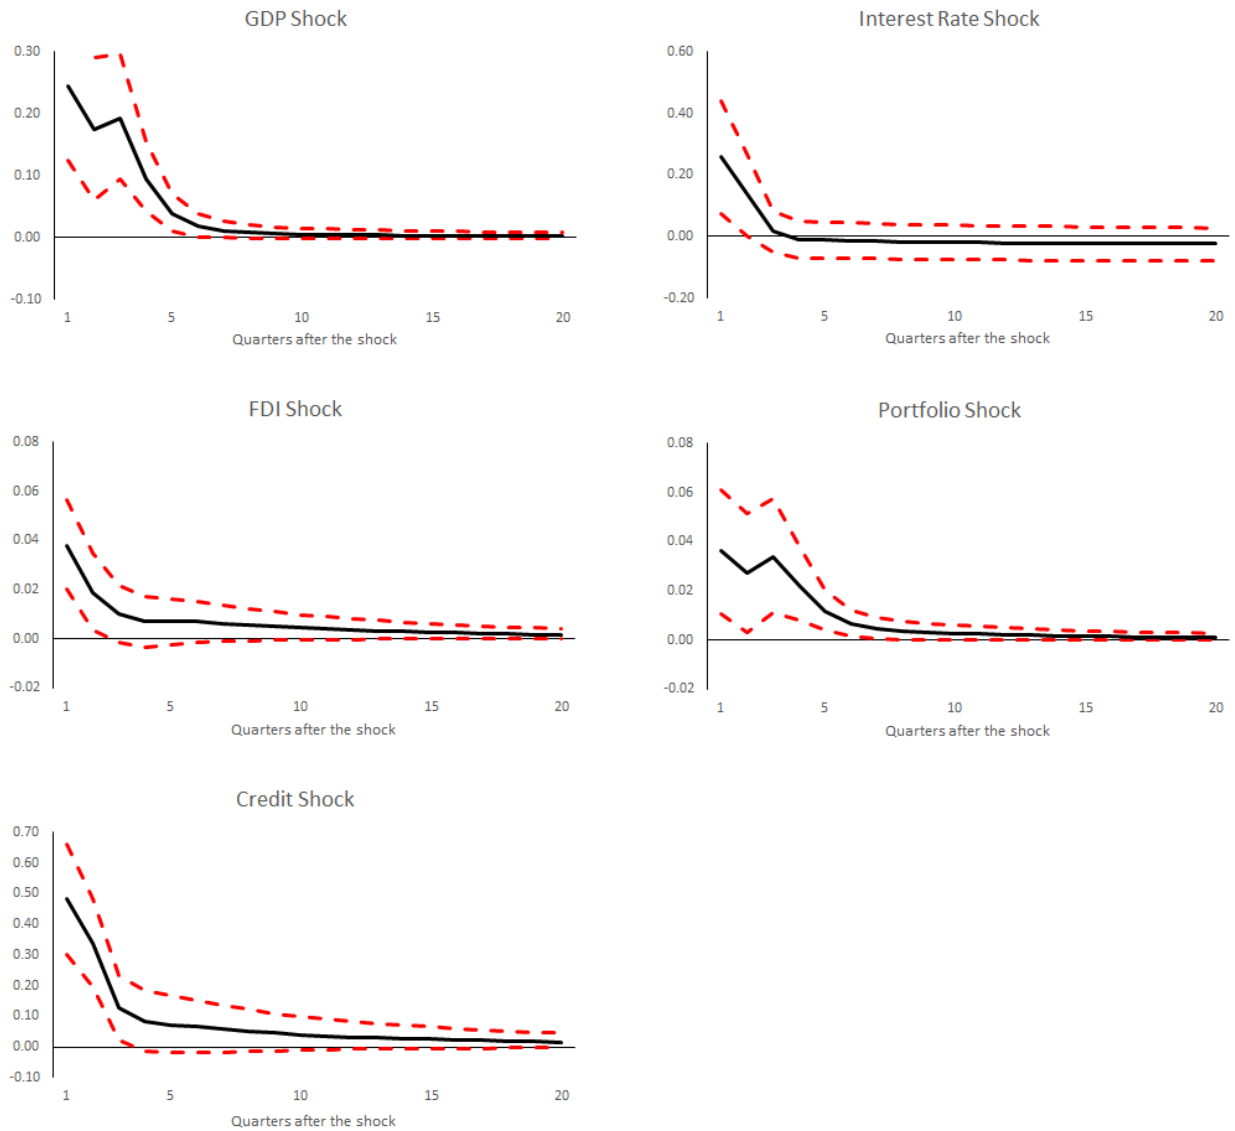 GDP Shock
0.30
0.20
0.10
0.00
-0.10
1 5 10 15 20
Quarters after the shock
Interest Rate Shock
0.60
0.40
0.20
0.00
-0.20
1 5 10 15 20
Quarters after the shock
FDI Shock
0.08
0.06
0.04
0.02
0.00
-0.02
1 5 10 15 20
Quarters after the shock
Portfolio Shock
0.08
0.06
0.04
0.02
0.00
-0.02
1 5 10 15 20
Quarters after the shock
Credit Shock
0.70
0.60
0.50
0.40
0.30
0.20
0.10
0.00
-0.10
1 5 10 15 20
Quarters after the shock